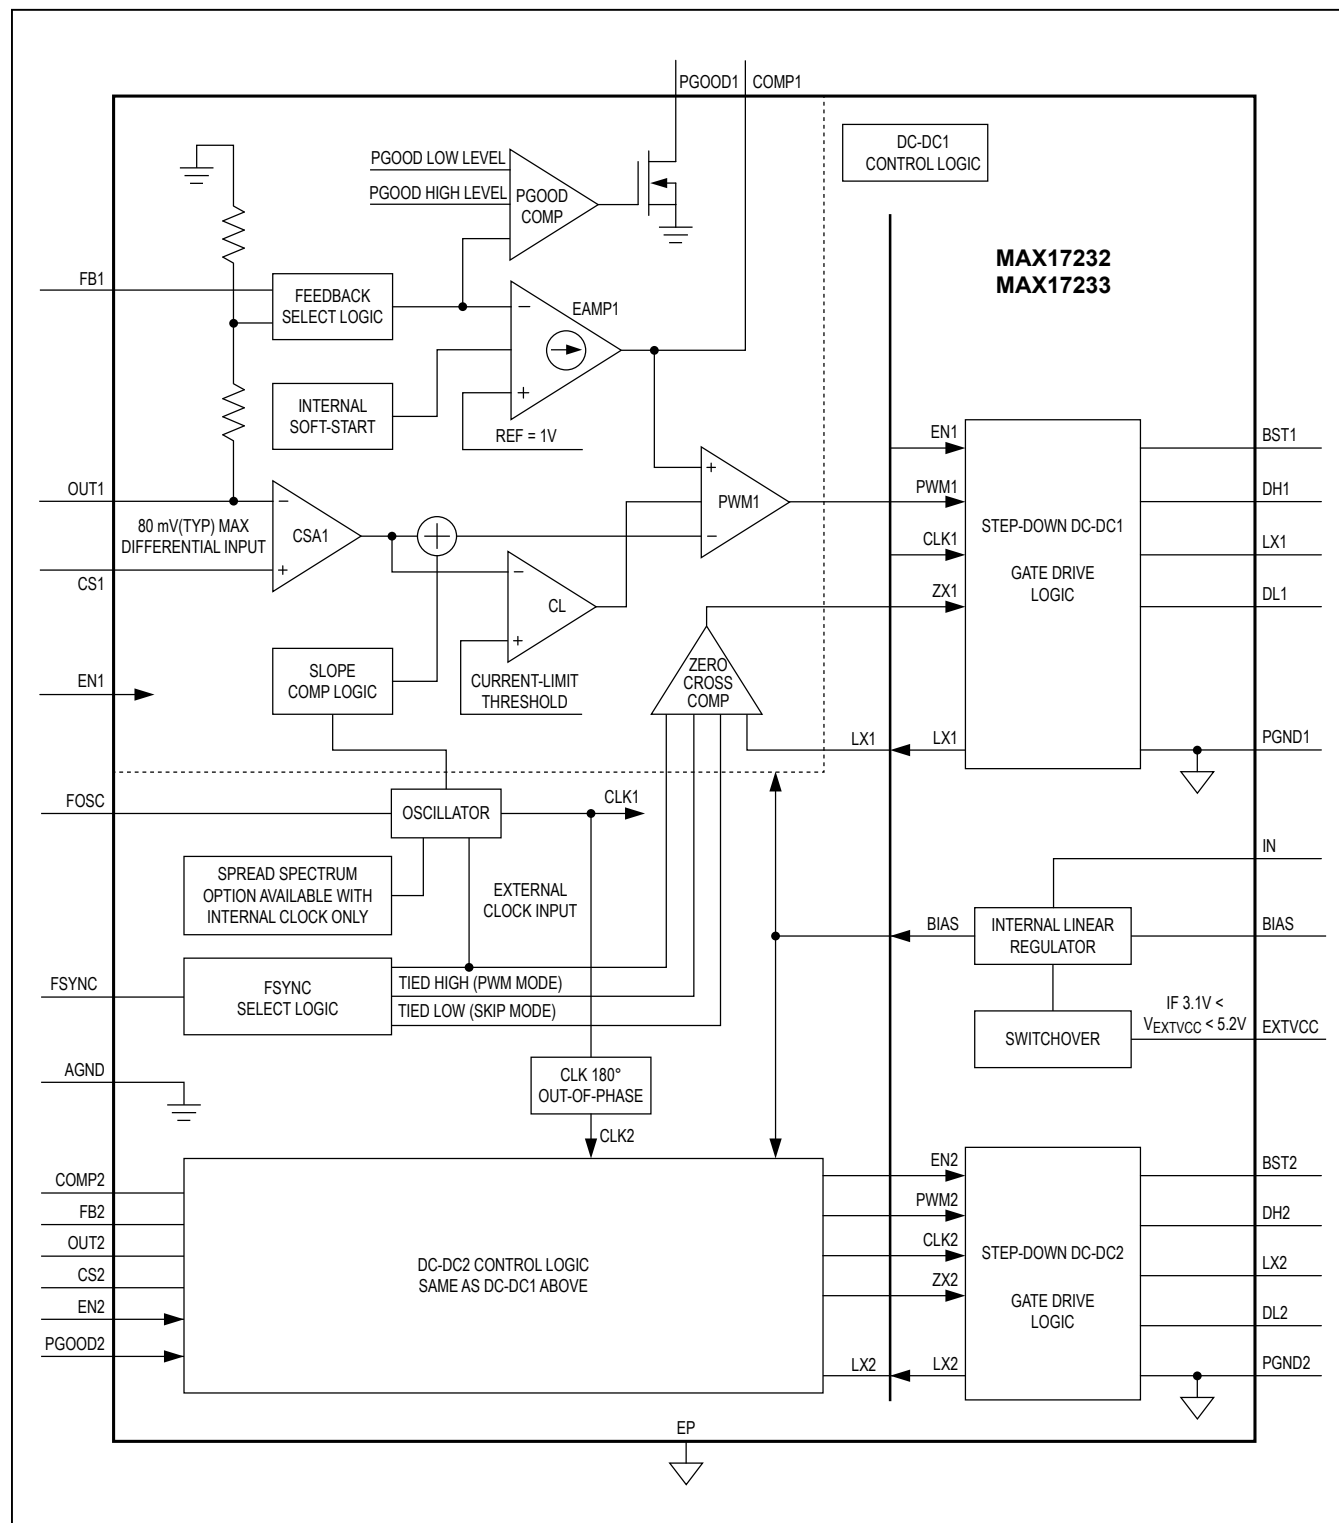 PGOOD1
COMP1
DC-DC1
CONTROL LOGIC
PGOOD LOW LEVEL
PGOOD HIGH LEVEL
PGOOD
COMP
MAX17232
MAX17233
FB1
FEEDBACK
SELECT LOGIC
−
EAMP1
+
INTERNAL
SOFT-START
REF = 1V
OUT1
80 mV(TYP) MAX
DIFFERENTIAL INPUT
CS1
−
CSA1
+
+
−
CL
+
CURRENT-LIMIT
THRESHOLD
+
PWM1
−
SLOPE
COMP LOGIC
EN1
ZERO
CROSS
COMP
EN1
PWM1
CLK1
ZX1
LX1
LX1
STEP-DOWN DC-DC1
GATE DRIVE
LOGIC
BST1
DH1
LX1
DL1
PGND1
FOSC
OSCILLATOR
CLK1
SPREAD SPECTRUM
OPTION AVAILABLE WITH
INTERNAL CLOCK ONLY
EXTERNAL
CLOCK INPUT
FSYNC
FSYNC
SELECT LOGIC
TIED HIGH (PWM MODE)
TIED LOW (SKIP MODE)
BIAS
INTERNAL LINEAR
REGULATOR
IN
BIAS
SWITCHOVER
IF 3.1V <
VEXTVCC < 5.2V
EXTVCC
AGND
CLK 180°
OUT-OF-PHASE
CLK2
COMP2
FB2
OUT2
CS2
EN2
PGOOD2
DC-DC2 CONTROL LOGIC
SAME AS DC-DC1 ABOVE
EN2
PWM2
CLK2
ZX2
LX2
LX2
STEP-DOWN DC-DC2
GATE DRIVE
LOGIC
BST2
DH2
LX2
DL2
PGND2
EP